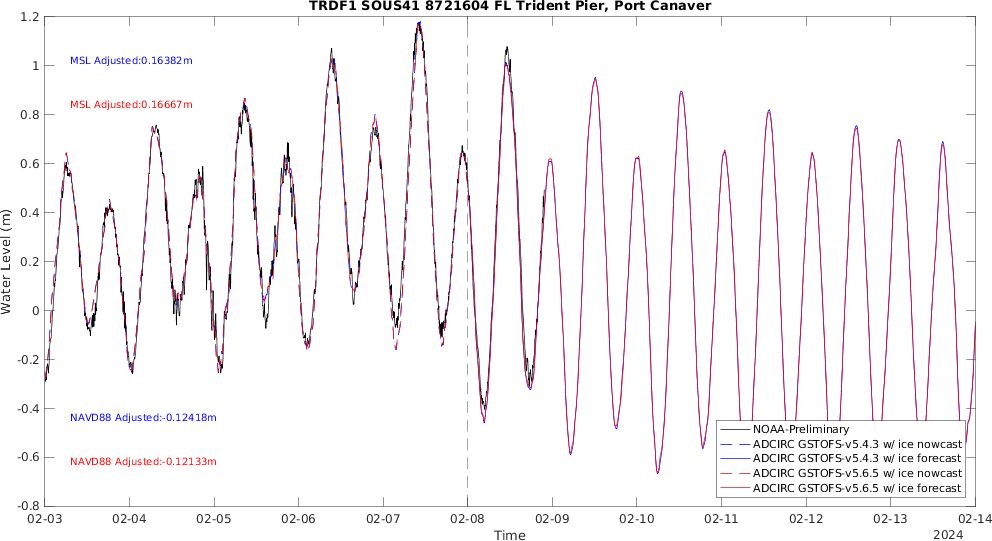 TRDF1 SOUS41 8721604 FL Trident Pier, Port Canaver
1.2
1
0.8
0.6
0.4
0.2
0
-0.2
-0.4
-0.6
-0.8
Water Level (m)
MSL Adjusted:0.16382m
MSL Adjusted:0.16667m
NAVD88 Adjusted:-0.12418m
NAVD88 Adjusted:-0.12133m
NOAA-Preliminary
ADCIRC GSTOFS-v5.4.3 w/ ice nowcast
ADCIRC GSTOFS-v5.4.3 w/ ice forecast
ADCIRC GSTOFS-v5.6.5 w/ ice nowcast
ADCIRC GSTOFS-v5.6.5 w/ ice forecast
02-03 02-04 02-05 02-06 02-07 02-08 02-09 02-10 02-11 02-12 02-13 02-14
Time
2024